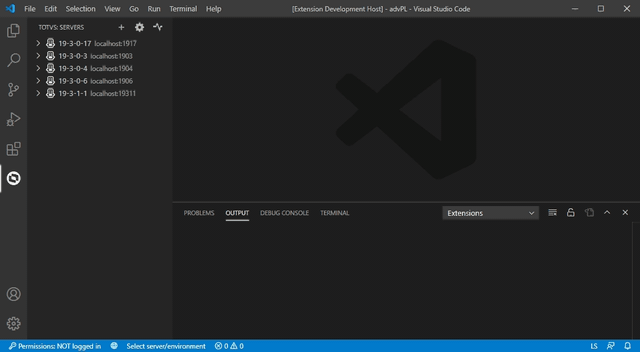 File Edit Selection View Go Run Terminal Help [Extension Development Host] - advPL - Visual Studio Code
TOTVS: SERVERS
19-3-0-17 localhost:1917
19-3-0-3 localhost:1903
19-3-0-4 localhost:1904
19-3-0-6 localhost:1906
19-3-1-1 localhost:19311
PROBLEMS OUTPUT DEBUG CONSOLE TERMINAL Extensions
Permissions: NOT logged in Select server/environment 0 0 LS